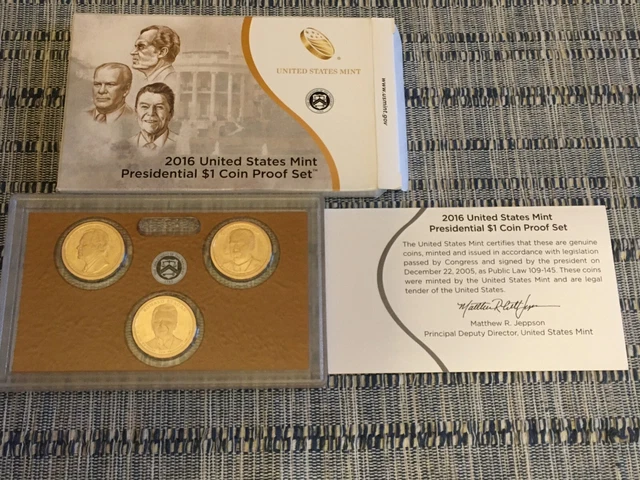 UNITED STATES MINT
www.usmint.gov
2016 United States Mint
Presidential $1 Coin Proof Set™
2016 United States Mint
Presidential $1 Coin Proof Set
The United States Mint certifies that these are genuine
coins, minted and issued in accordance with legislation
passed by Congress and signed by the president on
December 22, 2005, as Public Law 109-145. These coins
were minted by the United States Mint and are legal
tender of the United States.
Matthew R. Jeppson
Principal Deputy Director, United States Mint